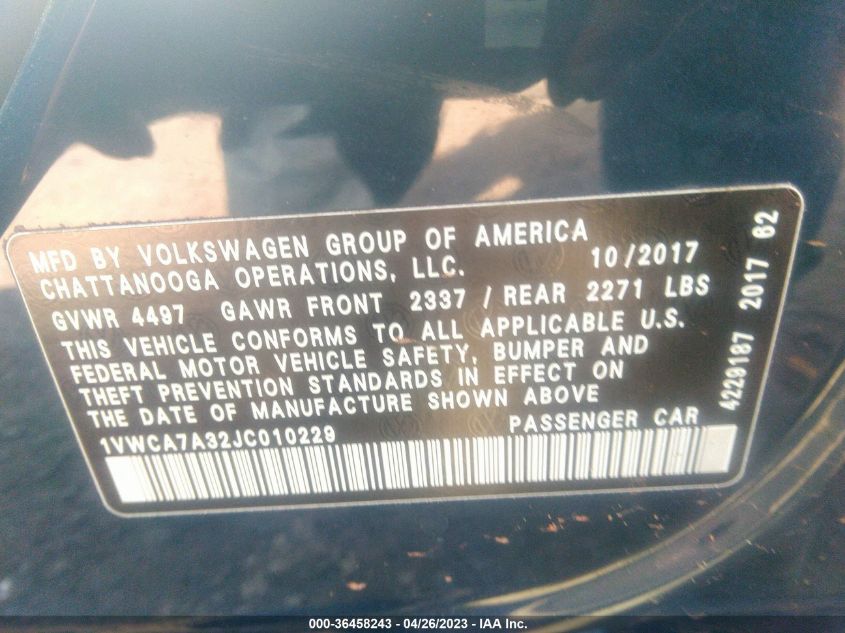 MFD BY VOLKSWAGEN GROUP OF AMERICA
CHATTANOOGA OPERATIONS, LLC. 10/2017
GVWR 4497 GAWR FRONT 2337 / REAR 2271 LBS
THIS VEHICLE CONFORMS TO ALL APPLICABLE U.S.
FEDERAL MOTOR VEHICLE SAFETY, BUMPER AND
THEFT PREVENTION STANDARDS IN EFFECT ON
THE DATE OF MANUFACTURE SHOWN ABOVE
1VWCA7A32JC010229 PASSENGER CAR
4229187 2017 62
000-36458243 - 04/26/2023 - IAA Inc.